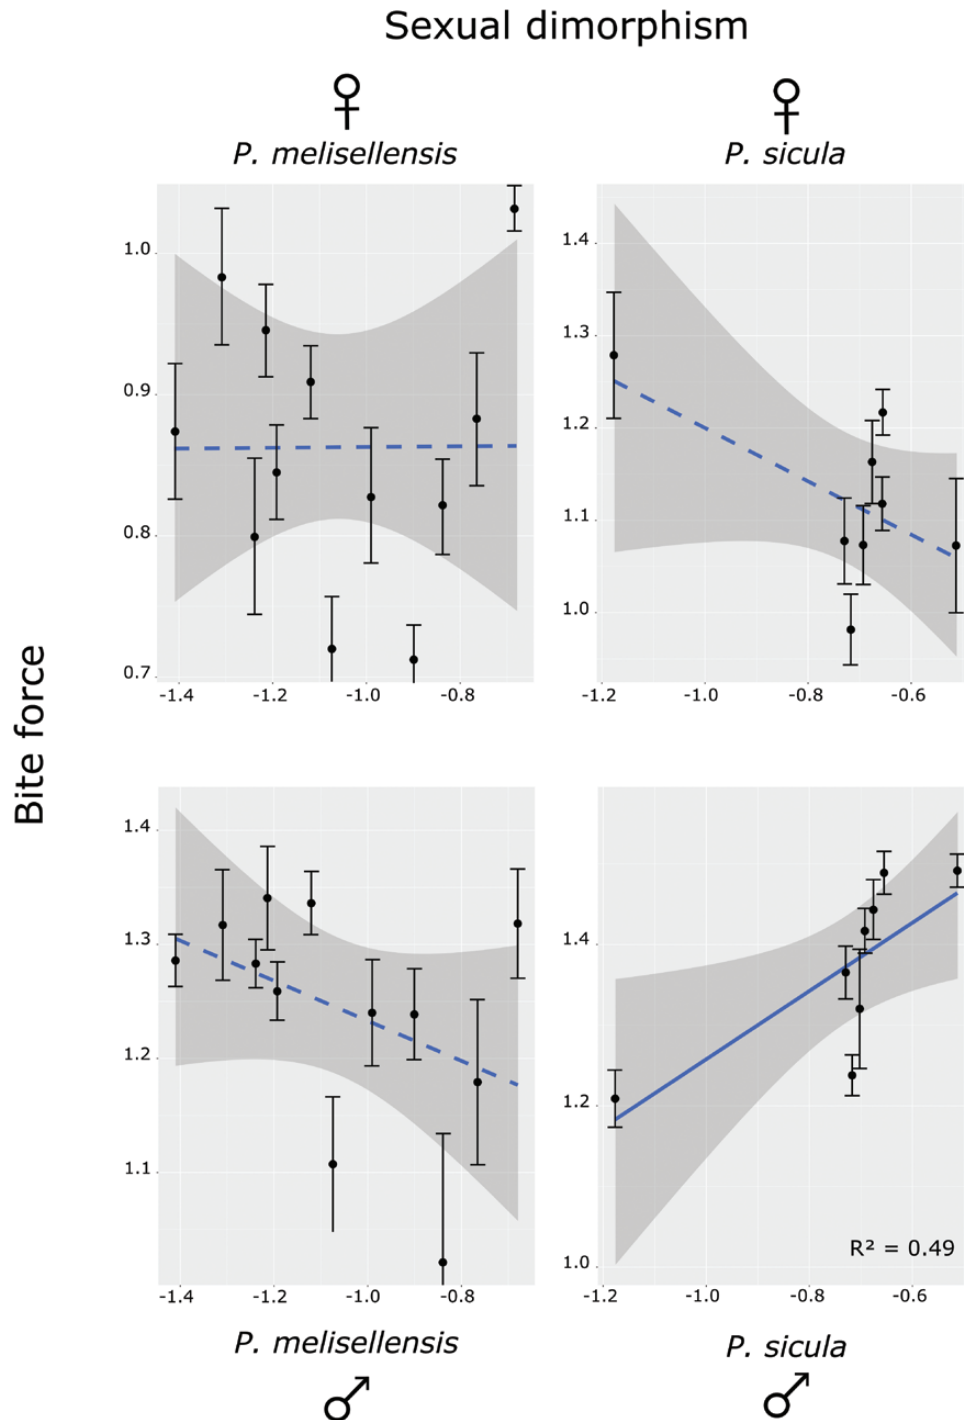 Sexual dimorphism
♀ ♀
P. melisellensis P. sicula
1.0
0.9
0.8
0.7
-1.4 -1.2 -1.0 -0.8
1.4
1.3
1.2
1.1
1.0
-1.2 -1.0 -0.8 -0.6
Bite force
1.4
1.3
1.2
1.1
-1.4 -1.2 -1.0 -0.8
1.4
1.2
1.0
R² = 0.49
-1.2 -1.0 -0.8 -0.6
P. melisellensis P. sicula
♂ ♂